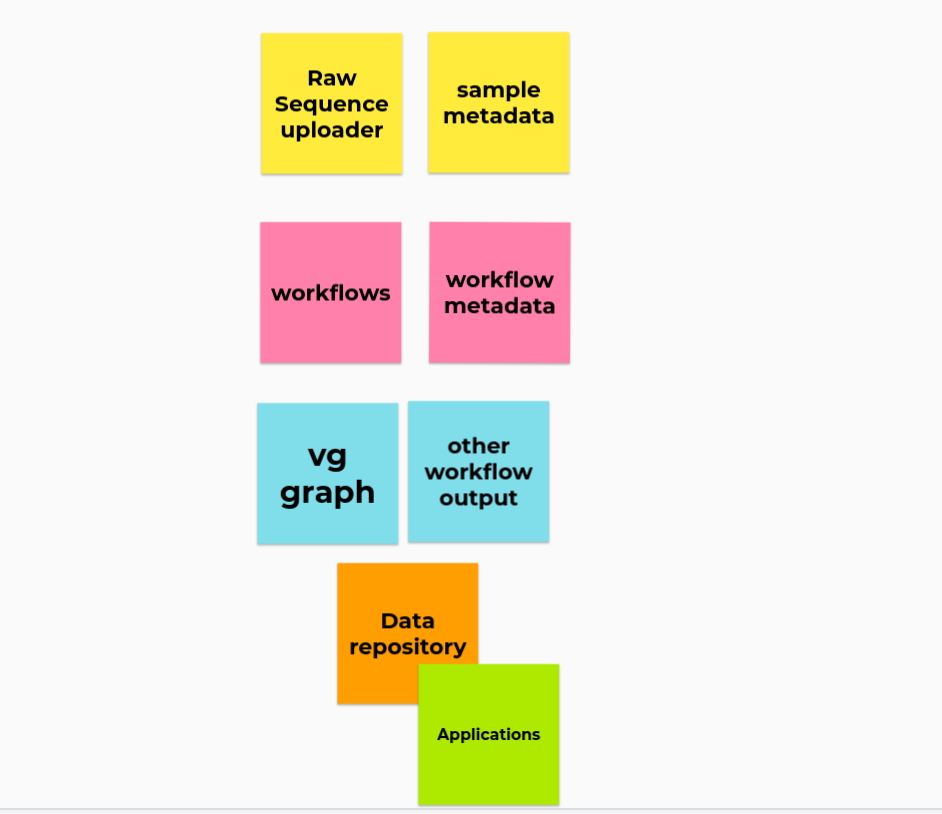 Raw
Sequence
uploader
sample
metadata
workflows
workflow
metadata
vg
graph
other
workflow
output
Data
repository
Applications